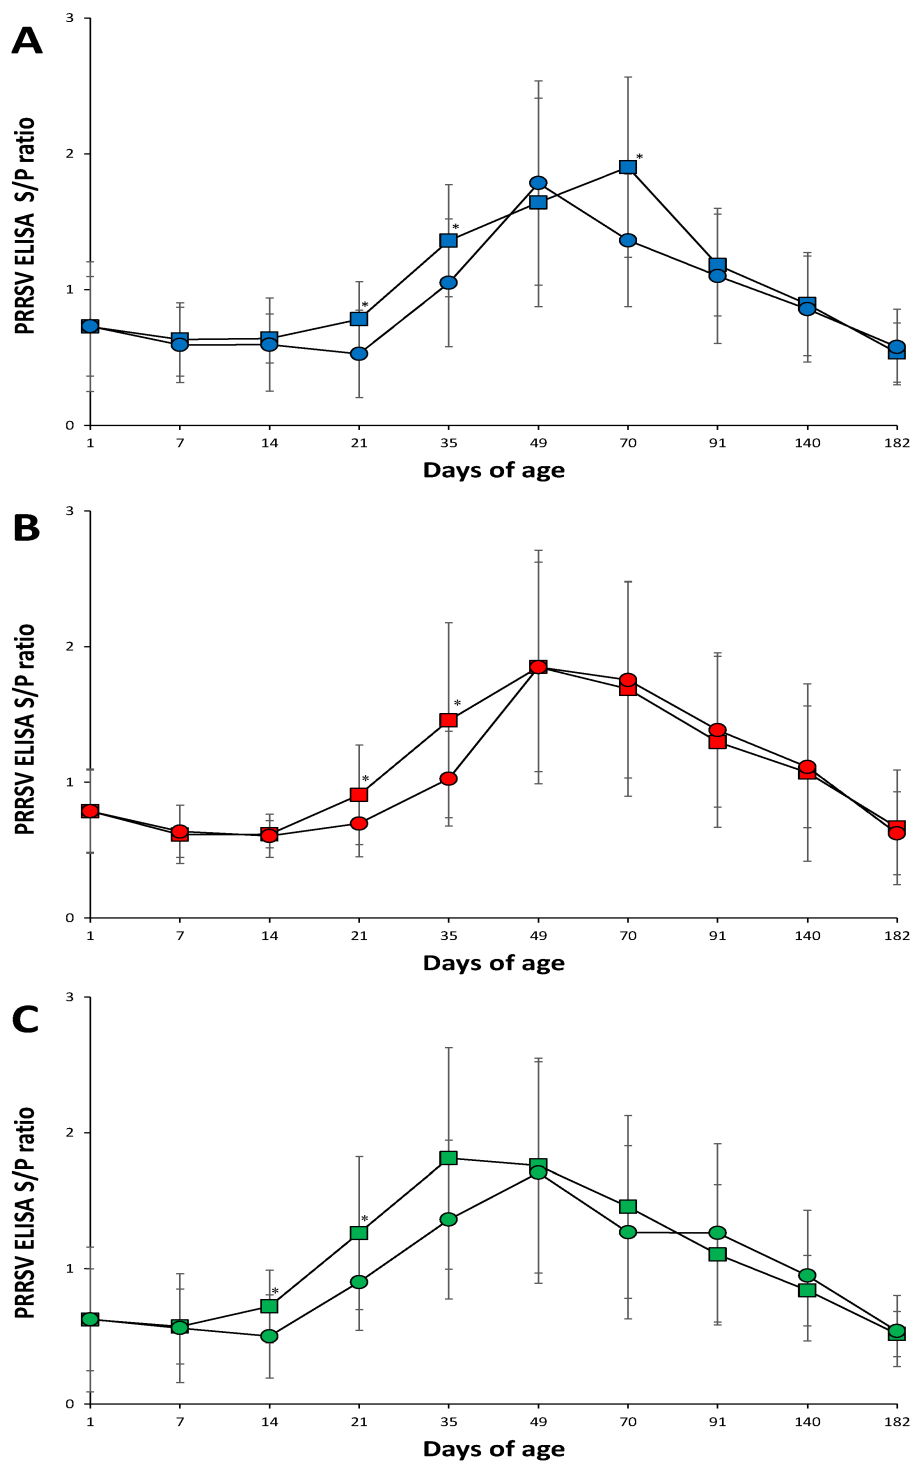 A
PRRSV ELISA S/P ratio
3
2
*
*
1
*
0
1 7 14 21 35 49 70 91 140 182
Days of age
B
PRRSV ELISA S/P ratio
3
2
*
*
1
0
1 7 14 21 35 49 70 91 140 182
Days of age
C
PRRSV ELISA S/P ratio
3
2
*
*
1
0
1 7 14 21 35 49 70 91 140 182
Days of age